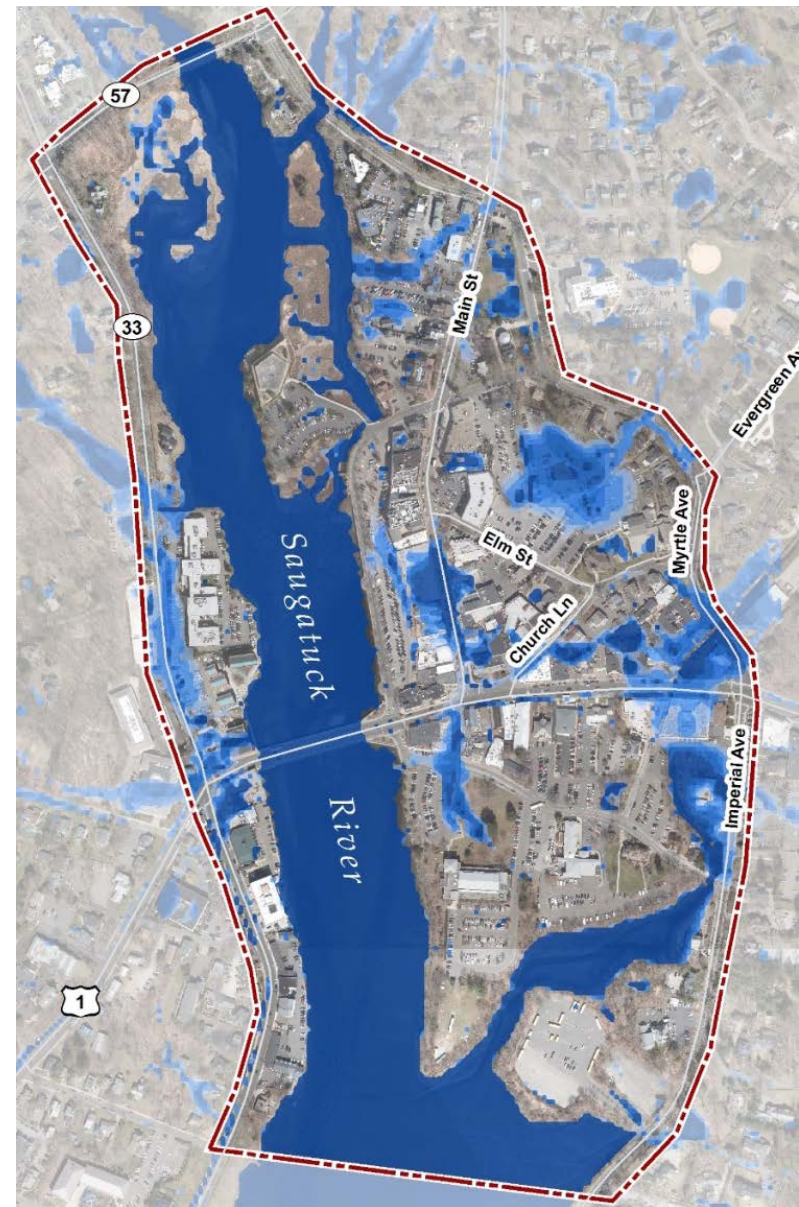 57
Main St
33
Evergreen Av
Myrtle Ave
Elm St
Saugatuck
Church Ln
River
Imperial Ave
1